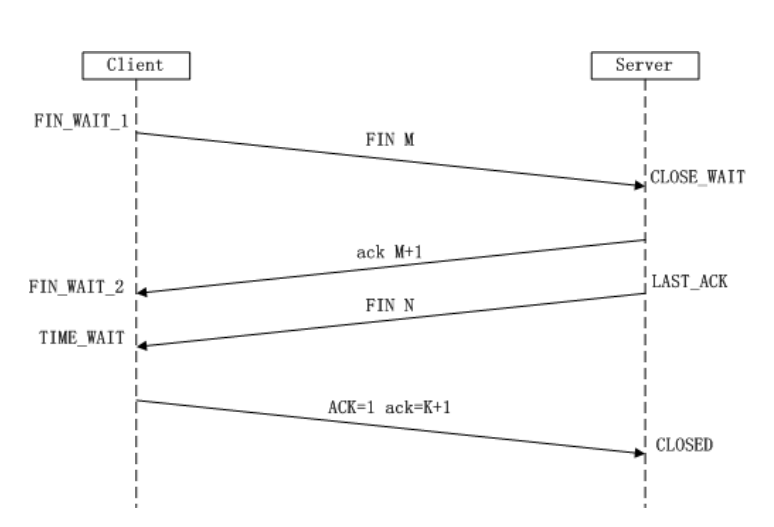 Client
Server
FIN_WAIT_1
FIN M
CLOSE_WAIT
ack M+1
FIN_WAIT_2
LAST_ACK
FIN N
TIME_WAIT
ACK=1 ack=K+1
CLOSED